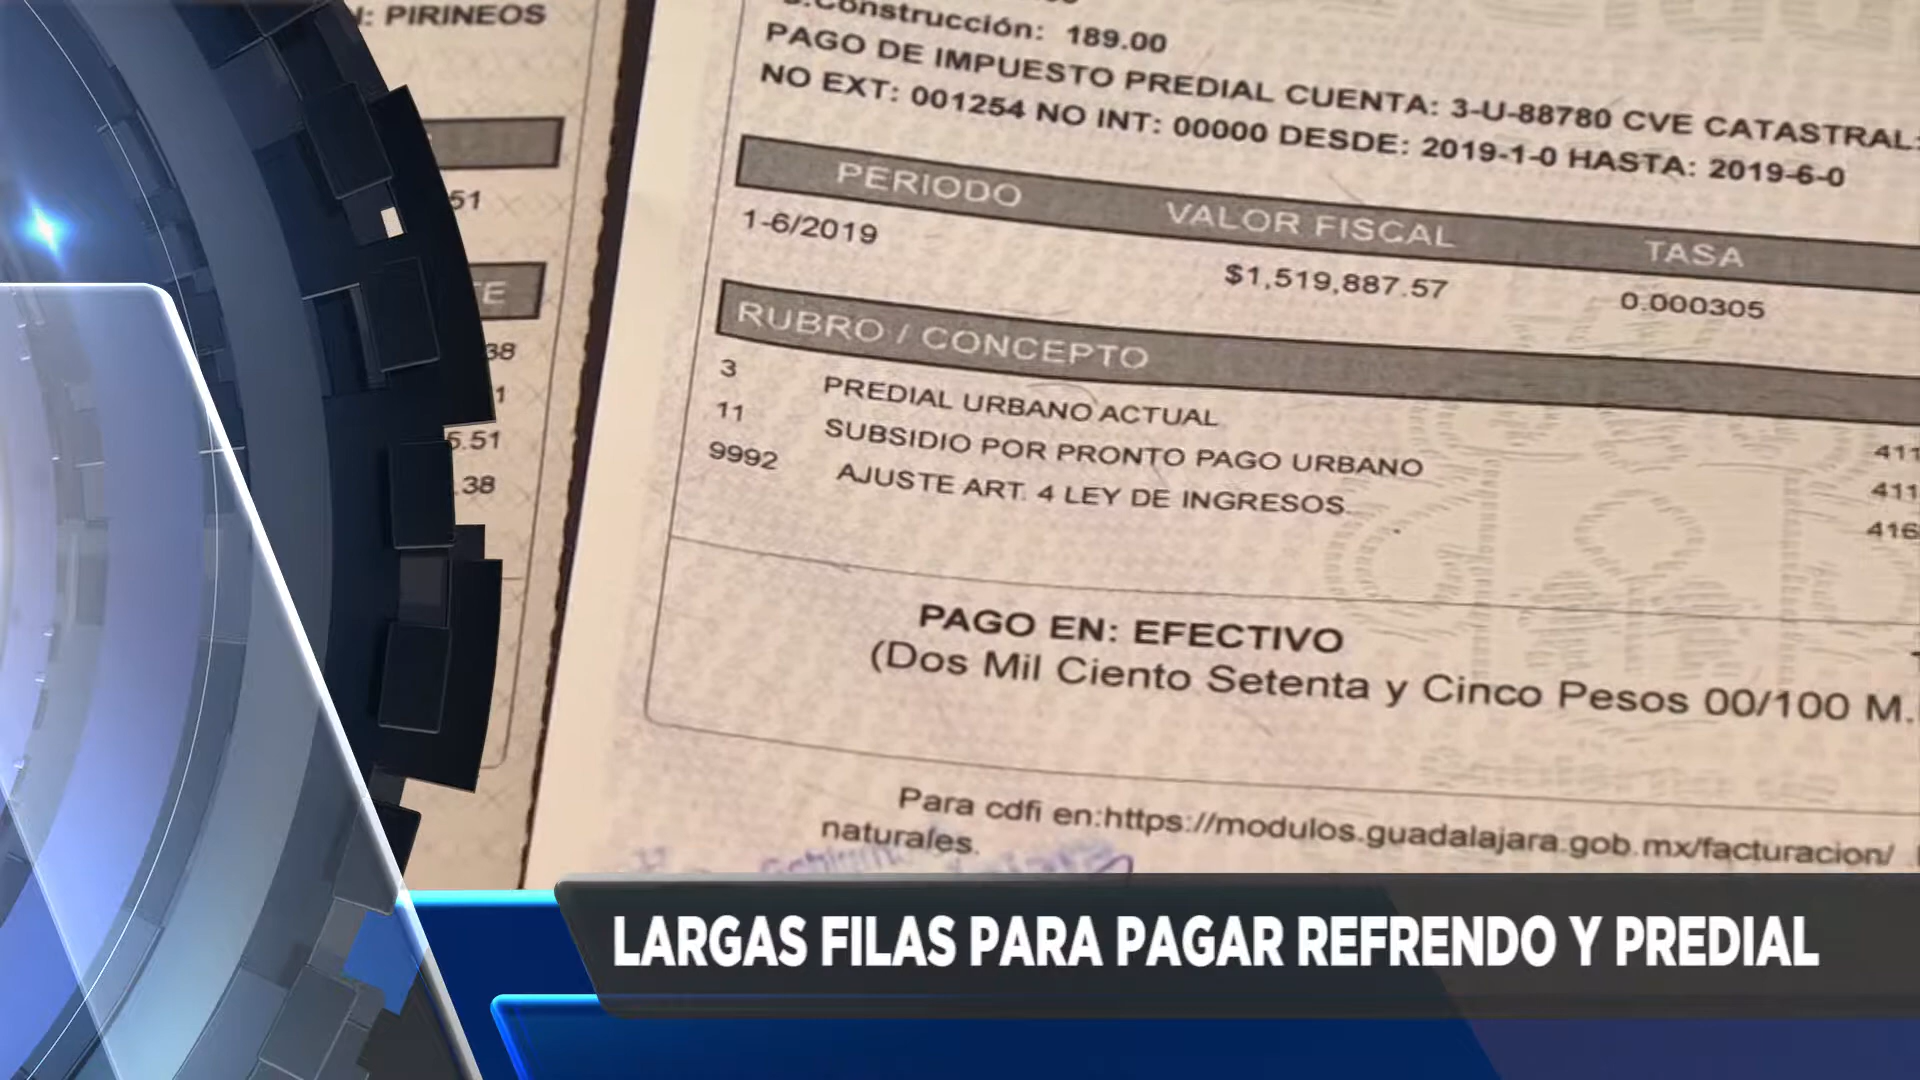 N: PIRINEOS
51
TE
38
1
5.51
.38
Construcción: 189.00
PAGO DE IMPUESTO PREDIAL CUENTA: 3-U-88780 CVE CATASTRAL:
NO EXT: 001254 NO INT: 00000 DESDE: 2019-1-0 HASTA: 2019-6-0
PERIODO VALOR FISCAL TASA
1-6/2019 $1,519,887.57 0.000305
RUBRO / CONCEPTO
3 PREDIAL URBANO ACTUAL 411
11 SUBSIDIO POR PRONTO PAGO URBANO 411
9992 AJUSTE ART. 4 LEY DE INGRESOS 416
PAGO EN: EFECTIVO
(Dos Mil Ciento Setenta y Cinco Pesos 00/100 M.
Para cdfi en:https://modulos.guadalajara.gob.mx/facturacion/
naturales.
LARGAS FILAS PARA PAGAR REFRENDO Y PREDIAL